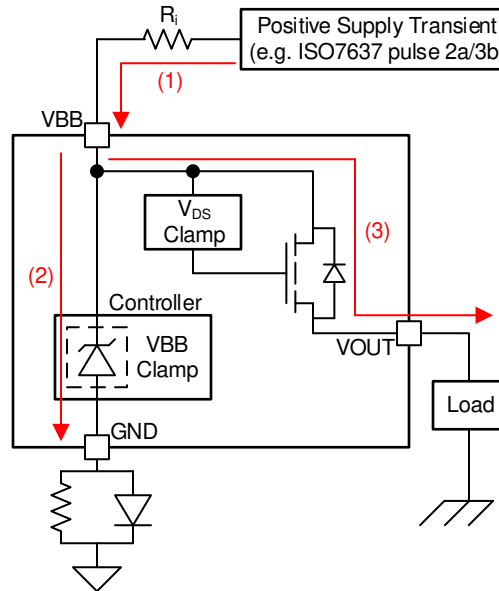 Ri
Positive Supply Transient
(e.g. ISO7637 pulse 2a/3b
(1)
VBB
VDS
Clamp
(3)
(2)
Controller
VBB
Clamp
VOUT
GND
Load